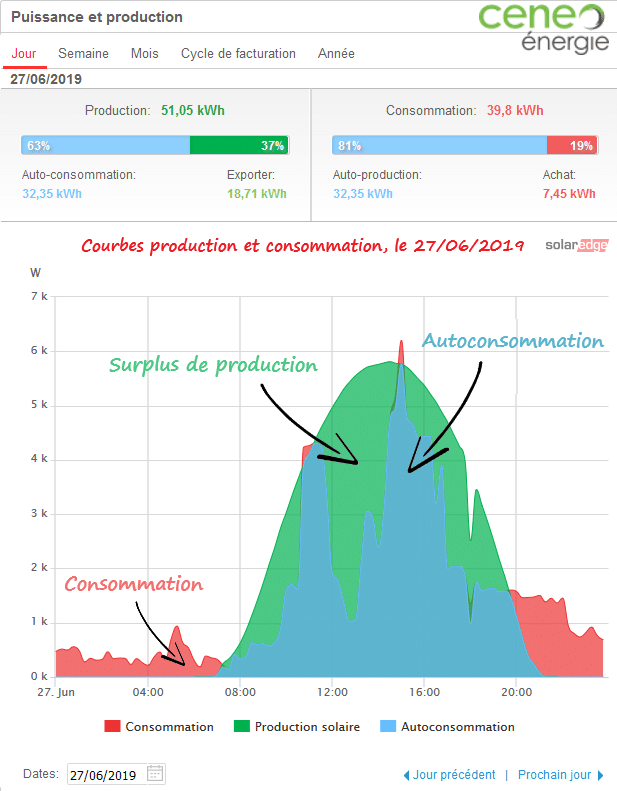 Puissance et production
ceneo
énergie
Jour Semaine Mois Cycle de facturation Année
27/06/2019
Production: 51,05 kWh
Consommation: 39,8 kWh
63% 37%
81% 19%
Auto-consommation: Exporter:
32,35 kWh 18,71 kWh
Auto-production: Achat:
32,35 kWh 7,45 kWh
Courbes production et consommation, le 27/06/2019
solaredge
W
7 k
6 k
5 k
4 k
3 k
2 k
1 k
0 k
Surplus de production
Autoconsommation
Consommation
27. Jun 04:00 08:00 12:00 16:00 20:00
Consommation Production solaire Autoconsommation
Dates: 27/06/2019
Jour précédent | Prochain jour